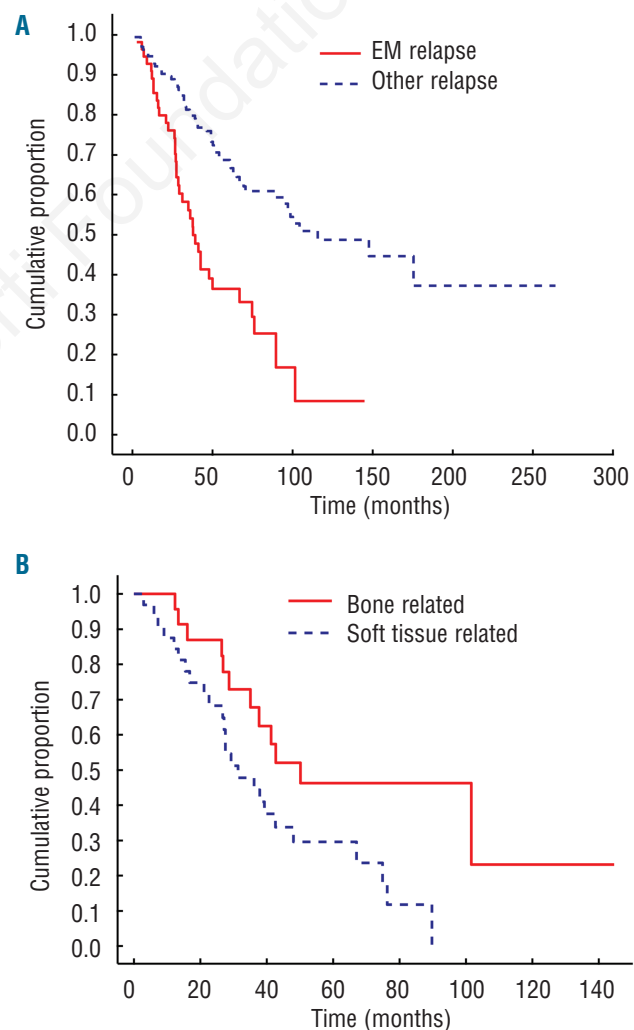 A
1.0
0.9
0.8
0.7
0.6
0.5
0.4
0.3
0.2
0.1
0.0
Cumulative proportion
EM relapse
Other relapse
0 50 100 150 200 250 300
Time (months)
B
1.0
0.9
0.8
0.7
0.6
0.5
0.4
0.3
0.2
0.1
0.0
Cumulative proportion
Bone related
Soft tissue related
0 20 40 60 80 100 120 140
Time (months)